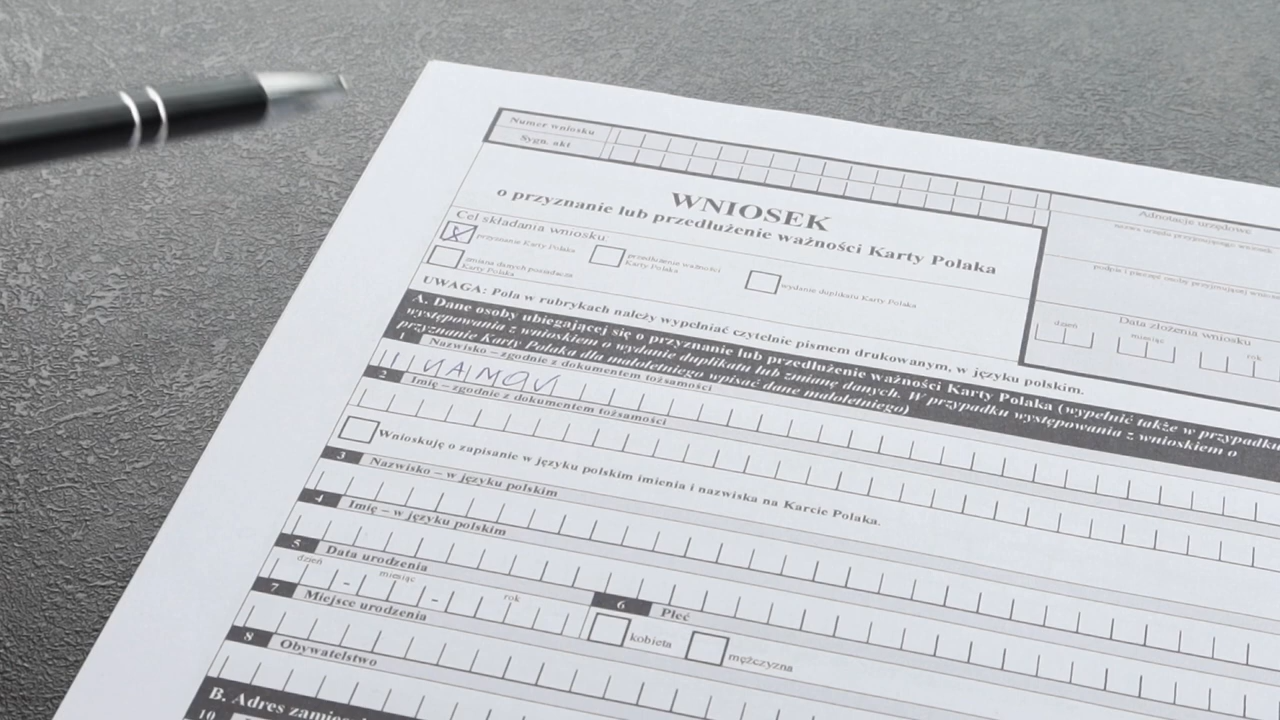 Numer wniosku
Sygn. akt
WNIOSEK
o przyznanie lub przedłużenie ważności Karty Polaka
Cel składania wniosku:
przyznanie Karty Polaka
przedłużenie ważności Karty Polaka
zmiana danych posiadacza Karty Polaka
wydanie duplikatu Karty Polaka
Adnotacje urzędowe
nazwa urzędu przyjmującego wniosek
podpis i pieczęć osoby przyjmującej
Data złożenia wniosku
dzień miesiąc rok
UWAGA: Pola w rubrykach należy wypełniać czytelnie pismem drukowanym, w języku polskim.
A. Dane osoby ubiegającej się o przyznanie lub przedłużenie ważności Karty Polaka (wypełnić także w przypadku
występowania z wnioskiem o wydanie duplikatu lub zmianę danych. W przypadku występowania z wnioskiem o
przyznanie Karty Polaka dla małoletniego wpisać dane małoletniego)
1 Nazwisko – zgodnie z dokumentem tożsamości
2 Imię – zgodnie z dokumentem tożsamości
Wnioskuję o zapisanie w języku polskim imienia i nazwiska na Karcie Polaka.
3 Nazwisko – w języku polskim
4 Imię – w języku polskim
5 Data urodzenia
dzień - miesiąc - rok
6 Płeć
kobieta mężczyzna
7 Miejsce urodzenia
8 Obywatelstwo
B. Adres
10